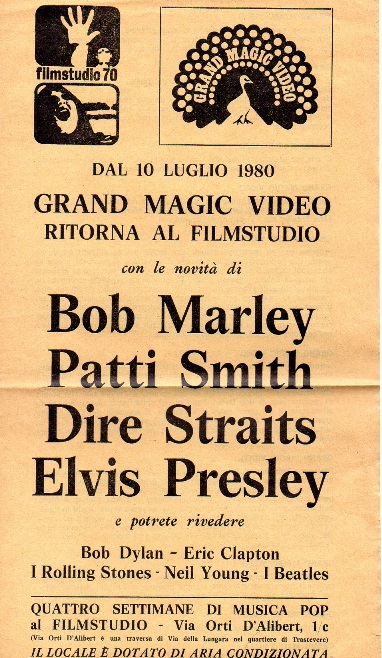 filmstudio 70
GRAND MAGIC VIDEO
DAL 10 LUGLIO 1980
GRAND MAGIC VIDEO
RITORNA AL FILMSTUDIO
con le novità di
Bob Marley
Patti Smith
Dire Straits
Elvis Presley
e potrete rivedere
Bob Dylan - Eric Clapton
I Rolling Stones - Neil Young - I Beatles
QUATTRO SETTIMANE DI MUSICA POP
al FILMSTUDIO - Via Orti D'Alibert, 1 c
(Via Orti D'Alibert è una traversa di Via della Lungara nel quartiere di Trastevere)
IL LOCALE È DOTATO DI ARIA CONDIZIONATA